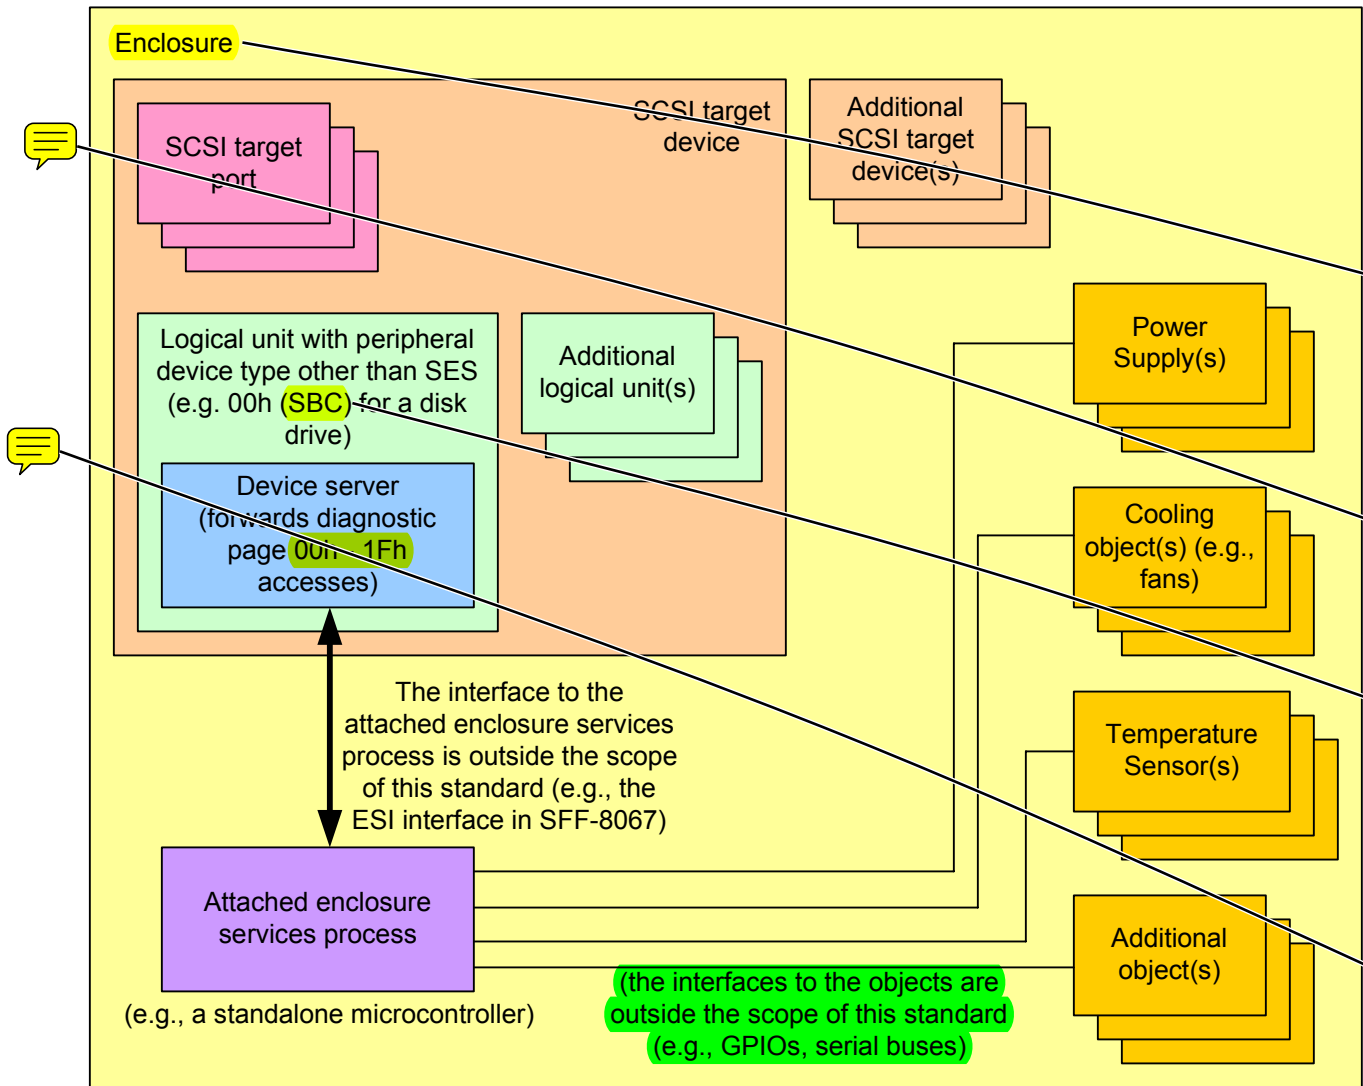 Enclosure
SCSI target
device
SCSI target
port
Additional
SCSI target
device(s)
Logical unit with peripheral
device type other than SES
(e.g. 00h (SBC) for a disk
drive)
Additional
logical unit(s)
Device server
(forwards diagnostic
page 00h - 1Fh
accesses)
Power
Supply(s)
Cooling
object(s) (e.g.,
fans)
Temperature
Sensor(s)
Additional
object(s)
The interface to the
attached enclosure services
process is outside the scope
of this standard (e.g., the
ESI interface in SFF-8067)
Attached enclosure
services process
(e.g., a standalone microcontroller)
(the interfaces to the objects are
outside the scope of this standard
(e.g., GPIOs, serial buses)